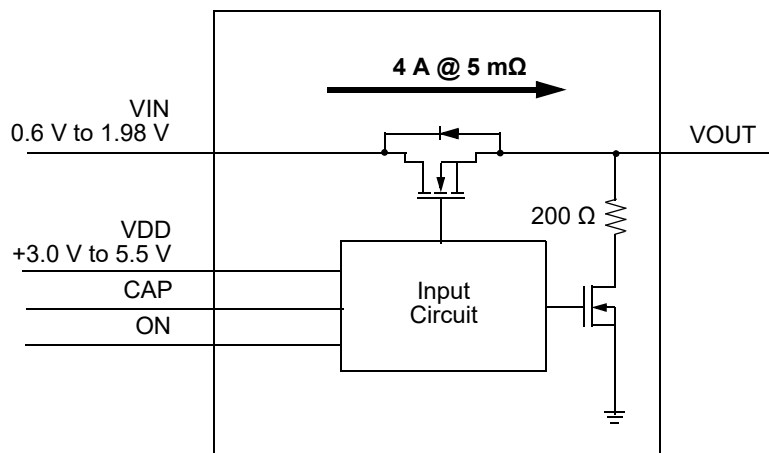 4 A @ 5 mΩ
VIN
0.6 V to 1.98 V
VOUT
200 Ω
VDD
+3.0 V to 5.5 V
CAP
ON
Input
Circuit